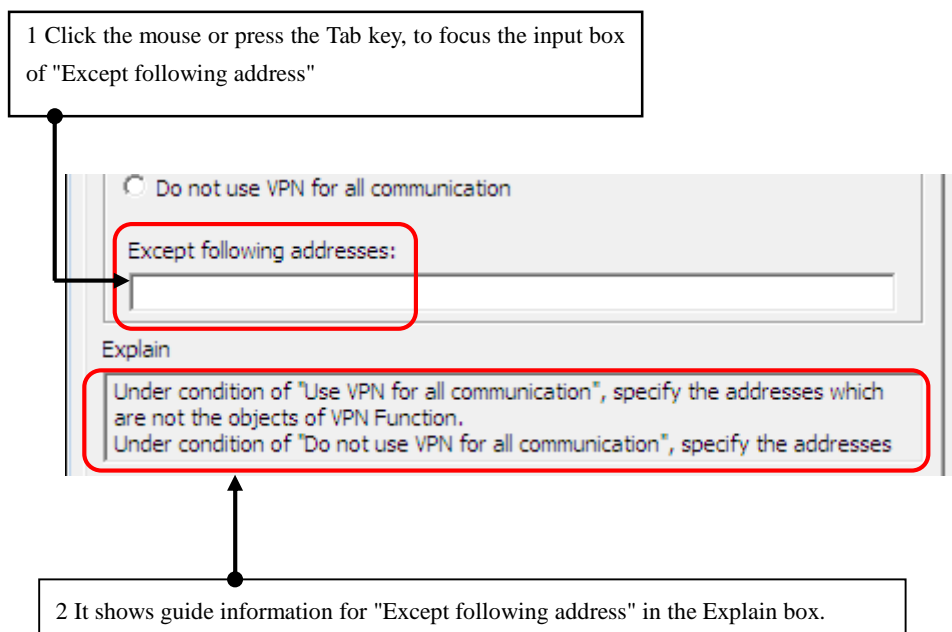 1 Click the mouse or press the Tab key, to focus the input box
of "Except following address"
Do not use VPN for all communication
Except following addresses:
Explain
Under condition of "Use VPN for all communication", specify the addresses which
are not the objects of VPN Function.
Under condition of "Do not use VPN for all communication", specify the addresses
2 It shows guide information for "Except following address" in the Explain box.